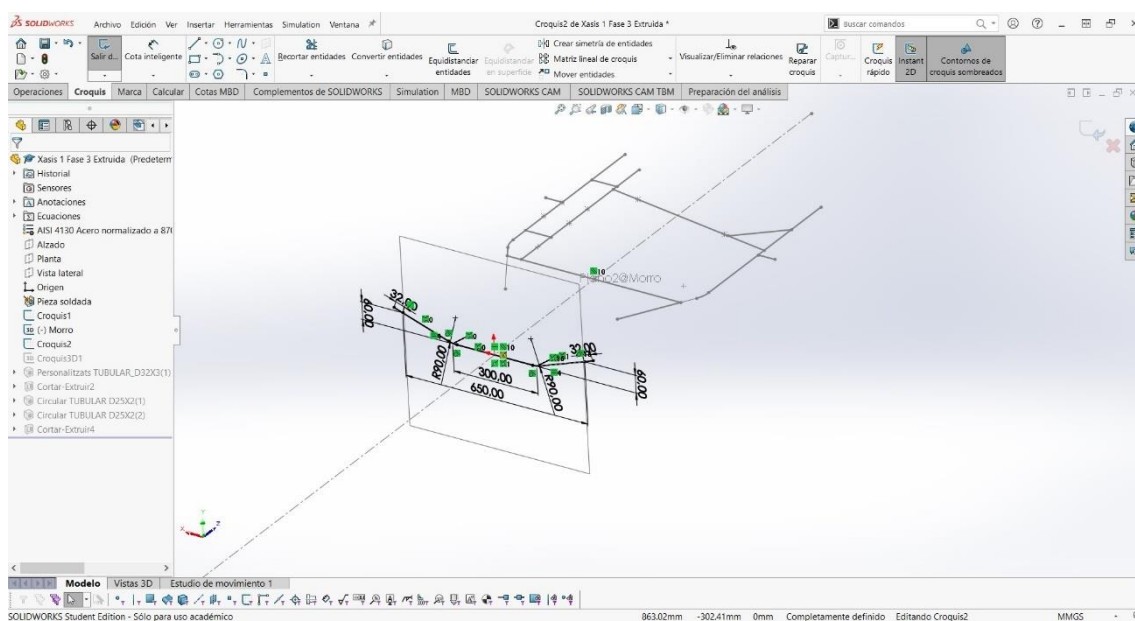 SOLIDWORKS Archivo Edición Ver Insertar Herramientas Simulation Ventana Croquis2 de Xasis 1 Fase 3 Extruida * Buscar comandos
Salir d... Cota inteligente Recortar entidades Convertir entidades Equidistanciar entidades Equidistanciar en superficie Crear simetría de entidades Visualizar/Eliminar relaciones Reparar croquis Captur... Croquis rápido Instant 2D Contornos de croquis sombreados
Matriz lineal de croquis
Mover entidades
Operaciones Croquis Marca Calcular Cotas MBD Complementos de SOLIDWORKS Simulation MBD SOLIDWORKS CAM SOLIDWORKS CAM TBM Preparación del análisis
Xasis 1 Fase 3 Extruida (Predeterm
Historial
Sensores
Anotaciones
Ecuaciones
AISI 4130 Acero normalizado a 870
Alzado
Planta
Vista lateral
Origen
Pieza soldada
Croquis1
(-) Morro
Croquis2
Croquis3D1
Personalitzats TUBULAR_D32X3(1)
Cortar-Extruir2
Circular TUBULAR D25X2(1)
Circular TUBULAR D25X2(2)
Cortar-Extruir4
Plano2@Morro
60,00
R90,00
300,00
650,00
R90,00
60,00
Modelo Vistas 3D Estudio de movimiento 1
SOLIDWORKS Student Edition - Sólo para uso académico 863.02mm -302.41mm 0mm Completamente definido Editando Croquis2 MMGS